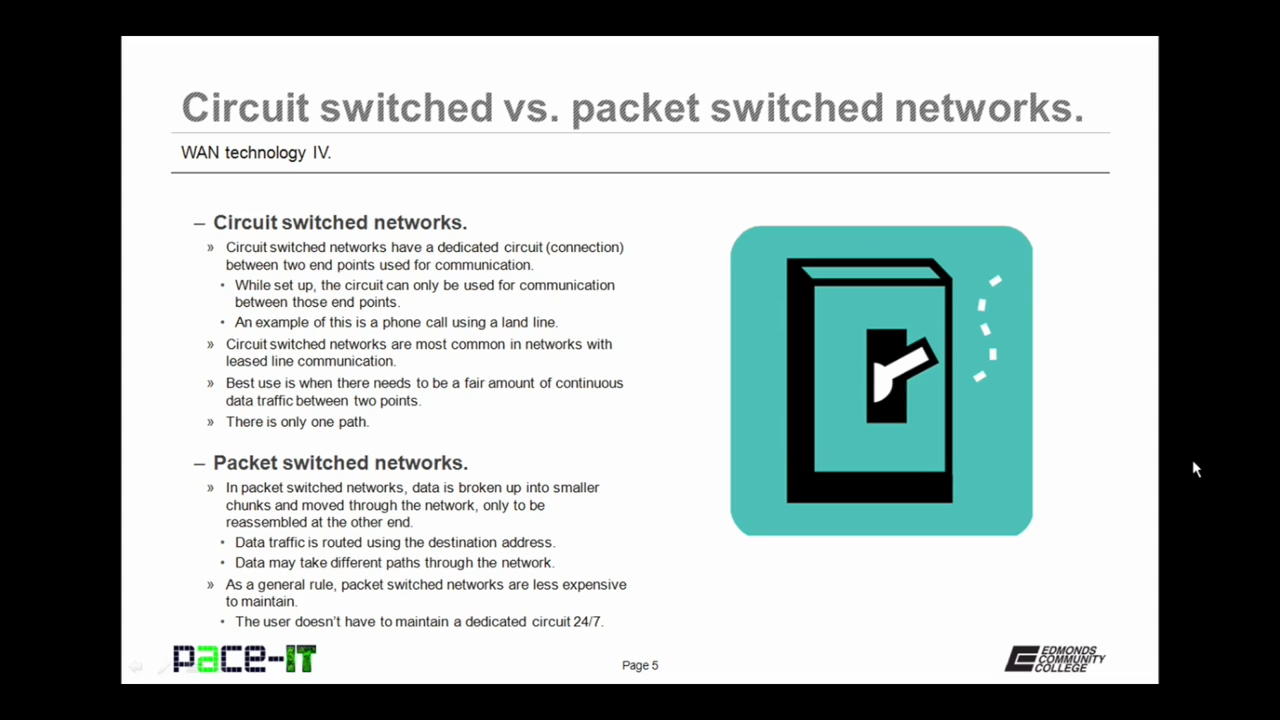 Circuit switched vs. packet switched networks.
WAN technology IV.
– Circuit switched networks.
» Circuit switched networks have a dedicated circuit (connection)
between two end points used for communication.
• While set up, the circuit can only be used for communication
between those end points.
• An example of this is a phone call using a land line.
» Circuit switched networks are most common in networks with
leased line communication.
» Best use is when there needs to be a fair amount of continuous
data traffic between two points.
» There is only one path.
– Packet switched networks.
» In packet switched networks, data is broken up into smaller
chunks and moved through the network, only to be
reassembled at the other end.
• Data traffic is routed using the destination address.
• Data may take different paths through the network.
» As a general rule, packet switched networks are less expensive
to maintain.
• The user doesn't have to maintain a dedicated circuit 24/7.
pace-IT
Page 5
EDMONDS
COMMUNITY
COLLEGE